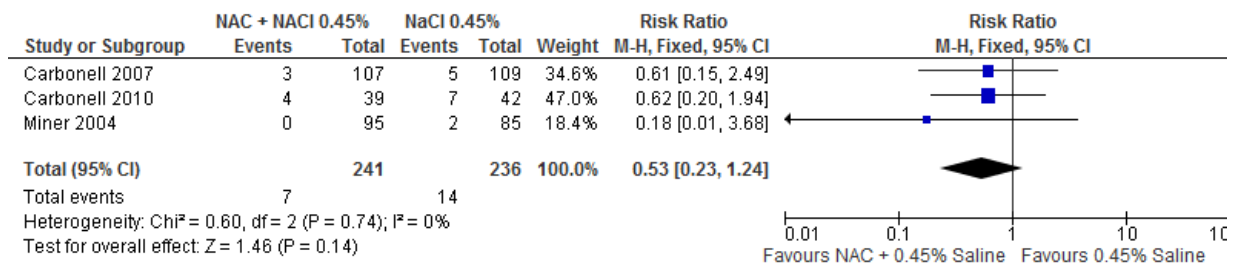 NAC + NACl 0.45% NaCl 0.45% Risk Ratio Risk Ratio
Study or Subgroup Events Total Events Total Weight M-H, Fixed, 95% CI M-H, Fixed, 95% CI
Carbonell 2007 3 107 5 109 34.6% 0.61 [0.15, 2.49]
Carbonell 2010 4 39 7 42 47.0% 0.62 [0.20, 1.94]
Miner 2004 0 95 2 85 18.4% 0.18 [0.01, 3.68]
Total (95% CI) 241 236 100.0% 0.53 [0.23, 1.24]
Total events 7 14
Heterogeneity: Chi² = 0.60, df = 2 (P = 0.74); I² = 0%
Test for overall effect: Z = 1.46 (P = 0.14)
0.01 0.1 1 10 10
Favours NAC + 0.45% Saline Favours 0.45% Saline